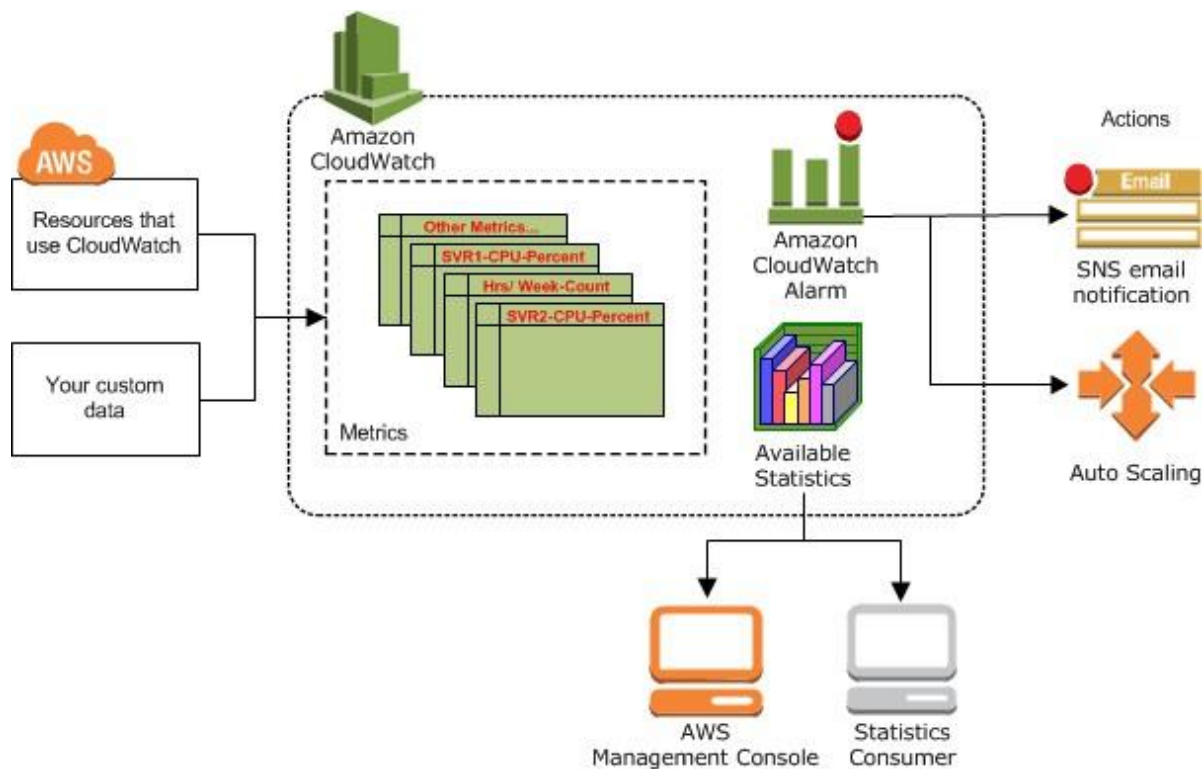 Amazon
CloudWatch
AWS
Resources that
use CloudWatch
Your custom
data
Other Metrics...
SVR1-CPU-Percent
Hrs/ Week-Count
SVR2-CPU-Percent
Metrics
Amazon
CloudWatch
Alarm
Available
Statistics
Actions
Email
SNS email
notification
Auto Scaling
AWS
Management Console
Statistics
Consumer